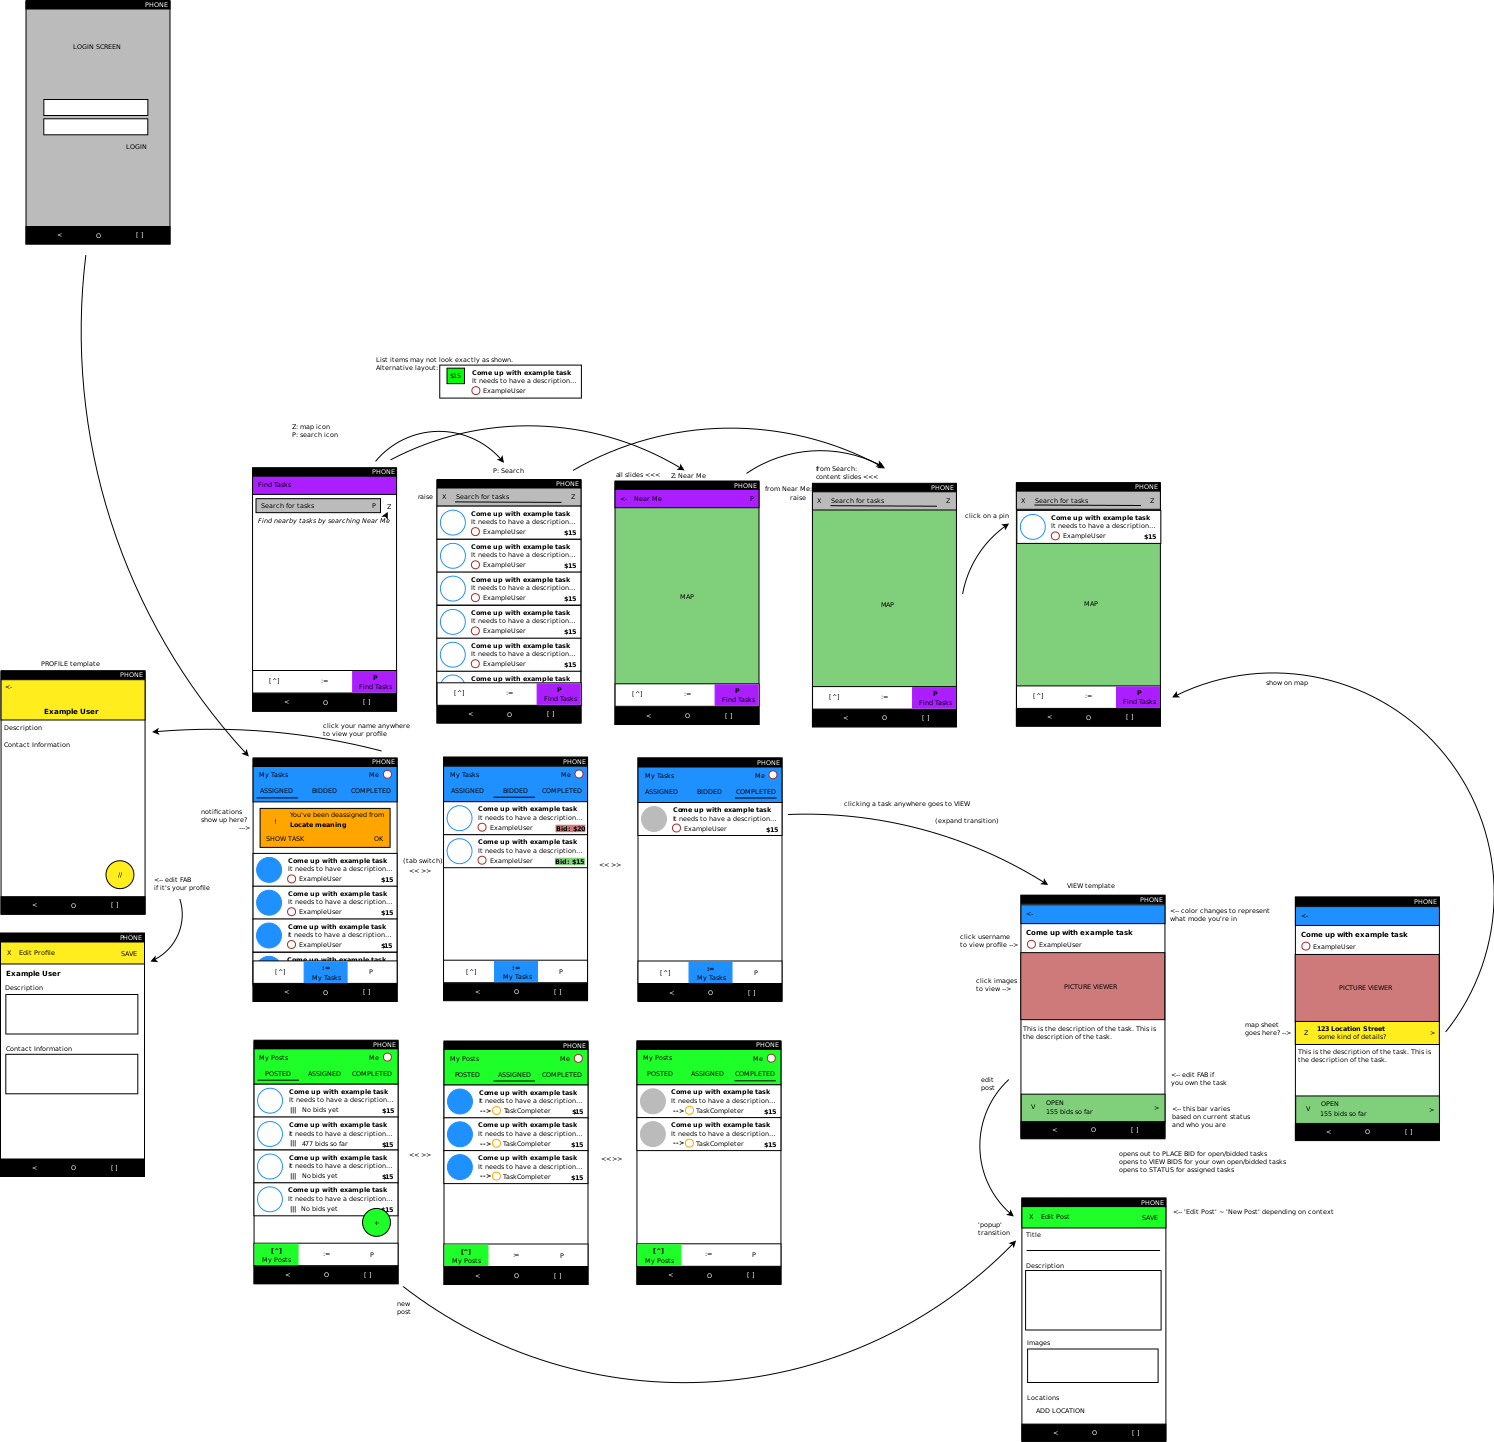 PHONE
LOGIN SCREEN
LOGIN
< O [ ]
List items may not look exactly as shown.
Alternative layout:
$15
Come up with example task
It needs to have a description...
ExampleUser
Z: map icon
P: search icon
PHONE
Find Tasks
Search for tasks P Z
Find nearby tasks by searching Near Me
[^] := P
Find Tasks
< O [ ]
P: Search
raise
PHONE
X Search for tasks Z
Come up with example task
It needs to have a description...
ExampleUser $15
Come up with example task
It needs to have a description...
ExampleUser $15
Come up with example task
It needs to have a description...
ExampleUser $15
Come up with example task
It needs to have a description...
ExampleUser $15
Come up with example task
It needs to have a description...
ExampleUser $15
Come up with example task
[^] := P
Find Tasks
< O [ ]
all slides <<< Z: Near Me
PHONE
<- Near Me P
MAP
[^] := P
Find Tasks
< O [ ]
from Search:
content slides <<<
from Near Me:
raise
PHONE
X Search for tasks Z
MAP
[^] := P
Find Tasks
< O [ ]
click on a pin
PHONE
X Search for tasks Z
Come up with example task
It needs to have a description...
ExampleUser $15
MAP
[^] := P
Find Tasks
< O [ ]
show on map
PROFILE template
PHONE
<-
Example User
Description
Contact Information
//
< O [ ]
click your name anywhere
to view your profile
<-- edit FAB
if it's your profile
PHONE
X Edit Profile SAVE
Example User
Description
Contact Information
< O [ ]
notifications
show up here?
--->
PHONE
My Tasks Me
ASSIGNED BIDDED COMPLETED
! You've been deassigned from
Locate meaning
SHOW TASK OK
Come up with example task
It needs to have a description...
ExampleUser $15
Come up with example task
It needs to have a description...
ExampleUser $15
Come up with example task
It needs to have a description...
ExampleUser $15
Come up with example task
[^] := P
My Tasks
< O [ ]
(tab switch)
<< >>
PHONE
My Tasks Me
ASSIGNED BIDDED COMPLETED
Come up with example task
It needs to have a description...
ExampleUser Bid: $20
Come up with example task
It needs to have a description...
ExampleUser Bid: $15
[^] := P
My Tasks
< O [ ]
<< >>
PHONE
My Tasks Me
ASSIGNED BIDDED COMPLETED
Come up with example task
It needs to have a description...
ExampleUser $15
[^] := P
My Tasks
< O [ ]
clicking a task anywhere goes to VIEW
(expand transition)
VIEW template
PHONE
<-
Come up with example task
ExampleUser
PICTURE VIEWER
This is the description of the task. This is
the description of the task.
V OPEN >
155 bids so far
< O [ ]
click username
to view profile -->
click images
to view -->
<-- color changes to represent
what mode you're in
<-- edit FAB if
you own the task
<-- this bar varies
based on current status
and who you are
map sheet
goes here? -->
PHONE
<-
Come up with example task
ExampleUser
PICTURE VIEWER
Z 123 Location Street >
some kind of details?
This is the description of the task. This is
the description of the task.
V OPEN >
155 bids so far
< O [ ]
opens out to PLACE BID for open/bidded tasks
opens to VIEW BIDS for your own open/bidded tasks
opens to STATUS for assigned tasks
PHONE
My Posts Me
POSTED ASSIGNED COMPLETED
Come up with example task
It needs to have a description...
||| No bids yet $15
Come up with example task
It needs to have a description...
||| 477 bids so far $15
Come up with example task
It needs to have a description...
||| No bids yet $15
Come up with example task
It needs to have a description...
||| No bids yet $15
+
[^] := P
My Posts
< O [ ]
<< >>
PHONE
My Posts Me
POSTED ASSIGNED COMPLETED
Come up with example task
It needs to have a description...
--> TaskCompleter $15
Come up with example task
It needs to have a description...
--> TaskCompleter $15
Come up with example task
It needs to have a description...
--> TaskCompleter $15
[^] := P
My Posts
< O [ ]
<< >>
PHONE
My Posts Me
POSTED ASSIGNED COMPLETED
Come up with example task
It needs to have a description...
--> TaskCompleter $15
Come up with example task
It needs to have a description...
--> TaskCompleter $15
[^] := P
My Posts
< O [ ]
edit
post
new
post
'popup'
transition
PHONE
X Edit Post SAVE
Title
Description
Images
Locations
ADD LOCATION
< O [ ]
<-- 'Edit Post' ~ 'New Post' depending on context